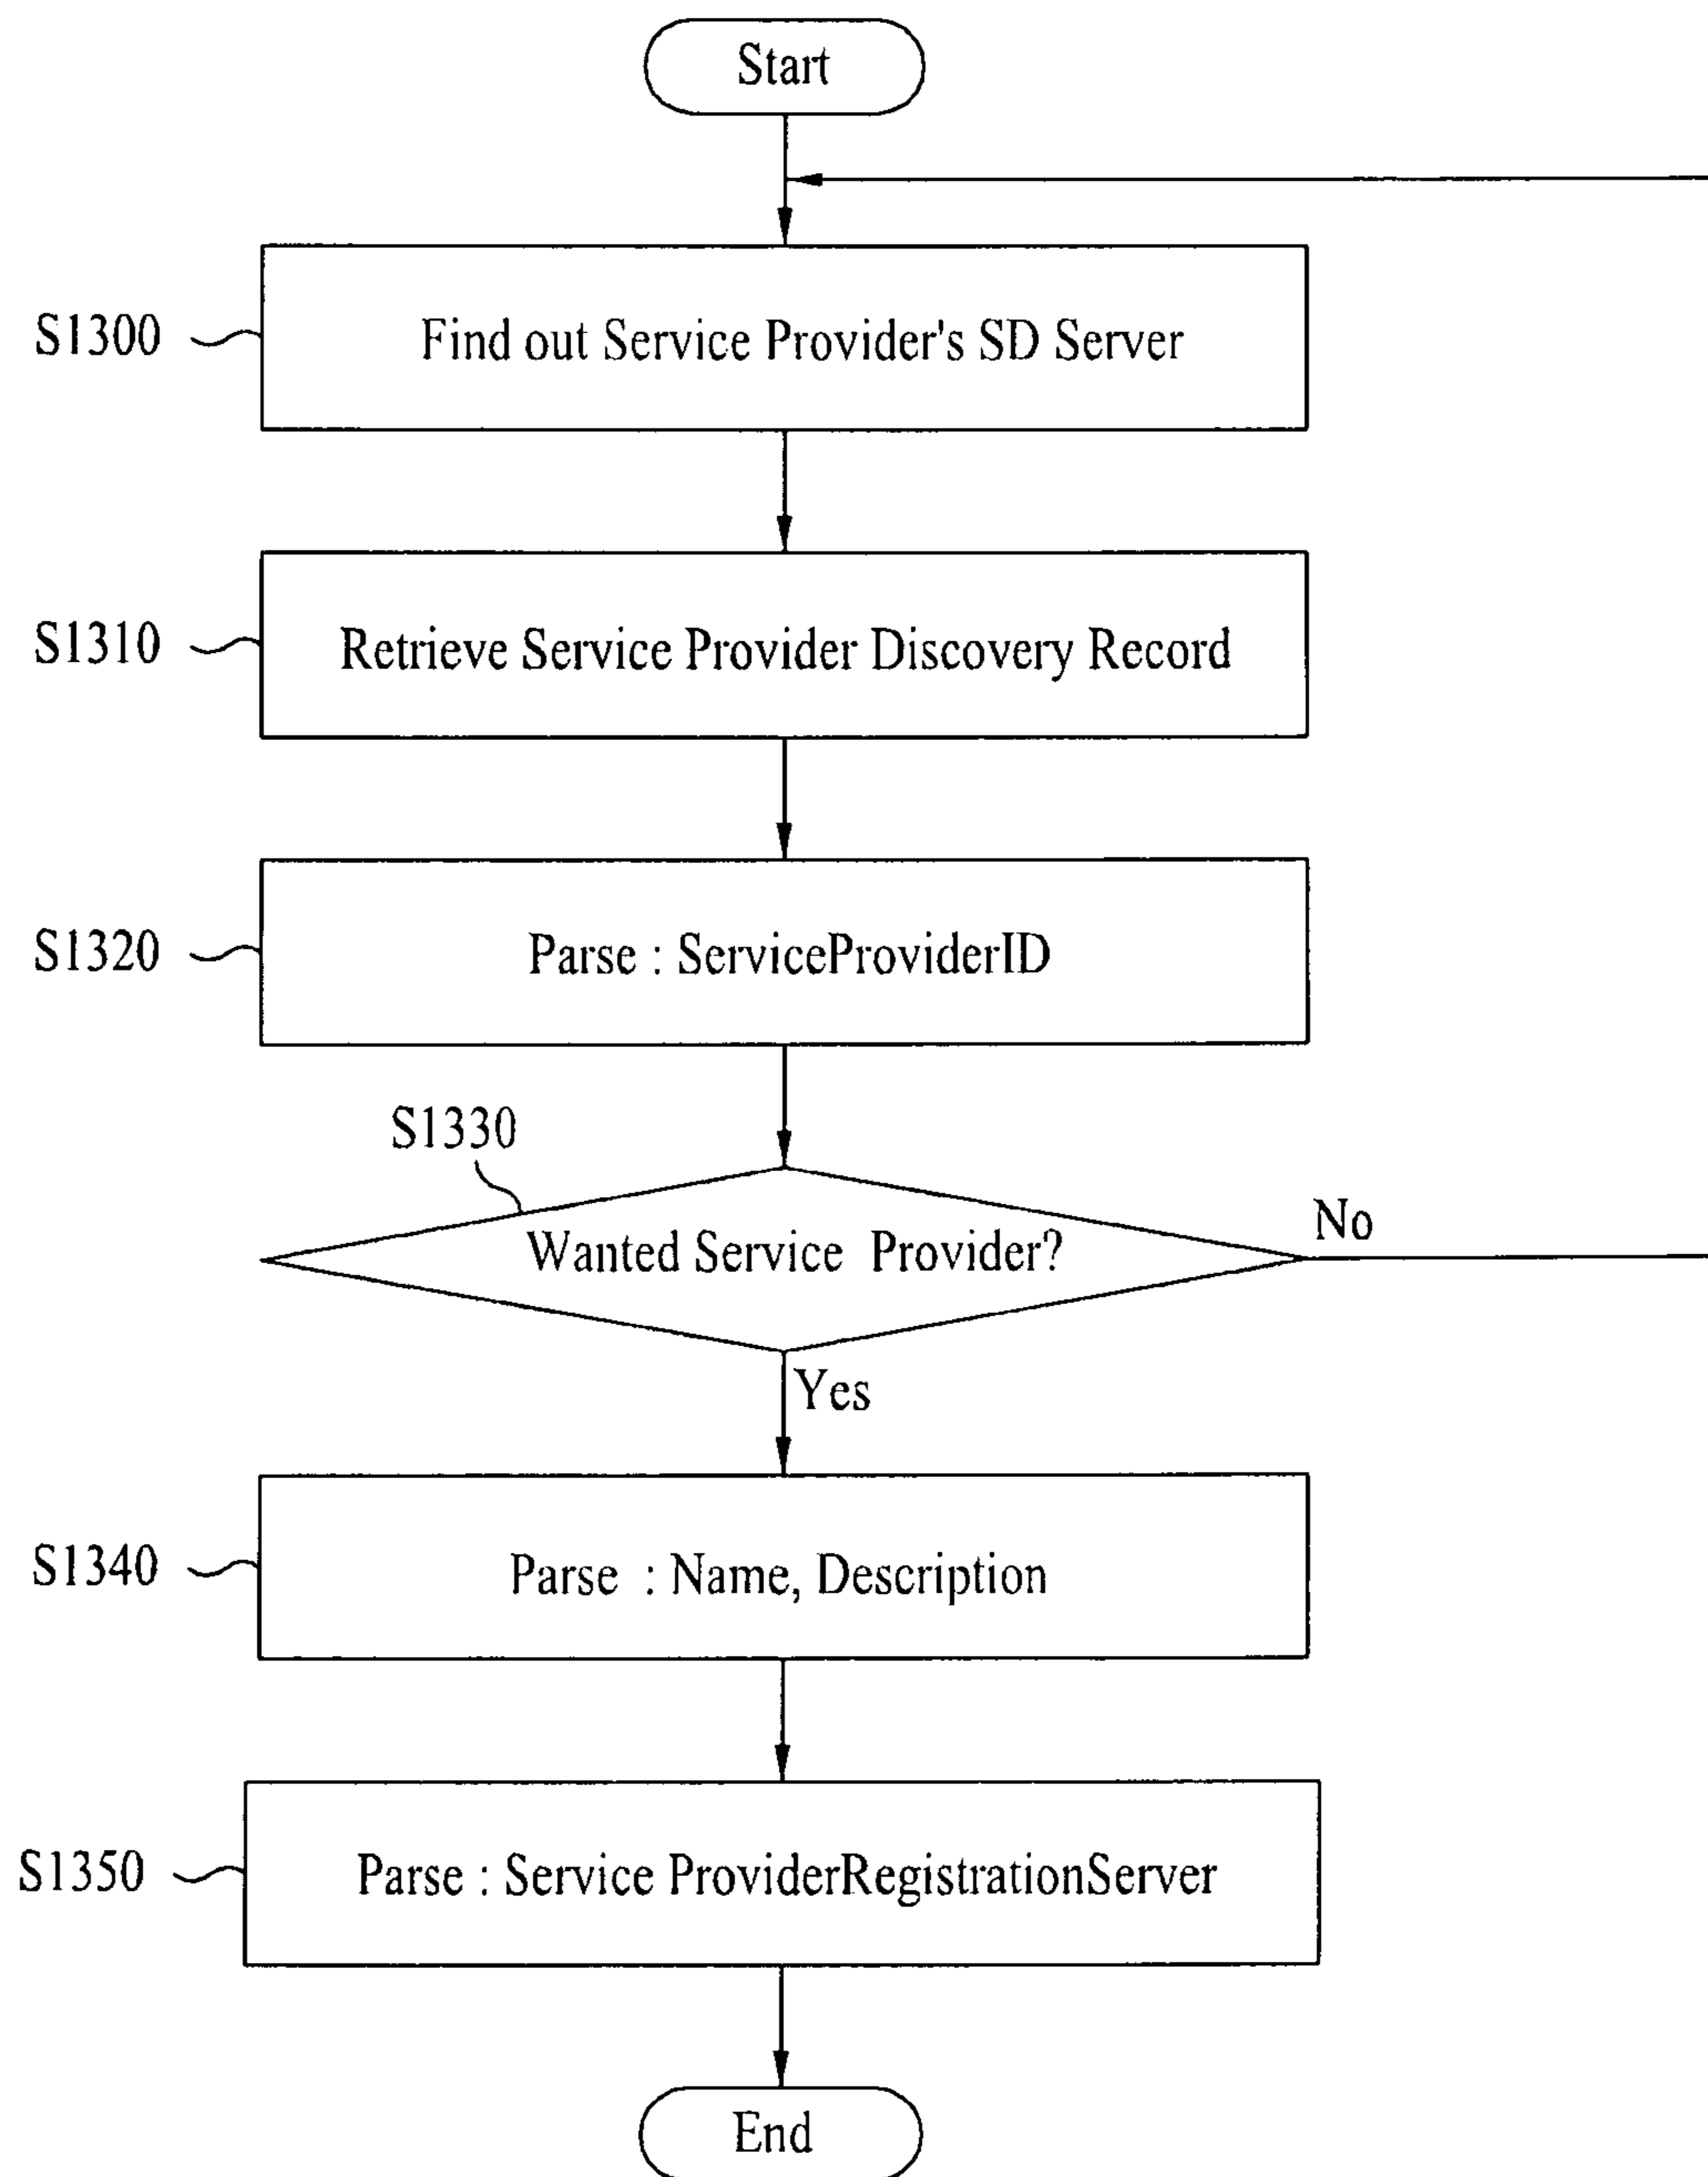 Start
S1300
Find out Service Provider's SD Server
S1310
Retrieve Service Provider Discovery Record
S1320
Parse : ServiceProviderID
S1330
Wanted Service Provider?
No
Yes
S1340
Parse : Name, Description
S1350
Parse : Service ProviderRegistrationServer
End